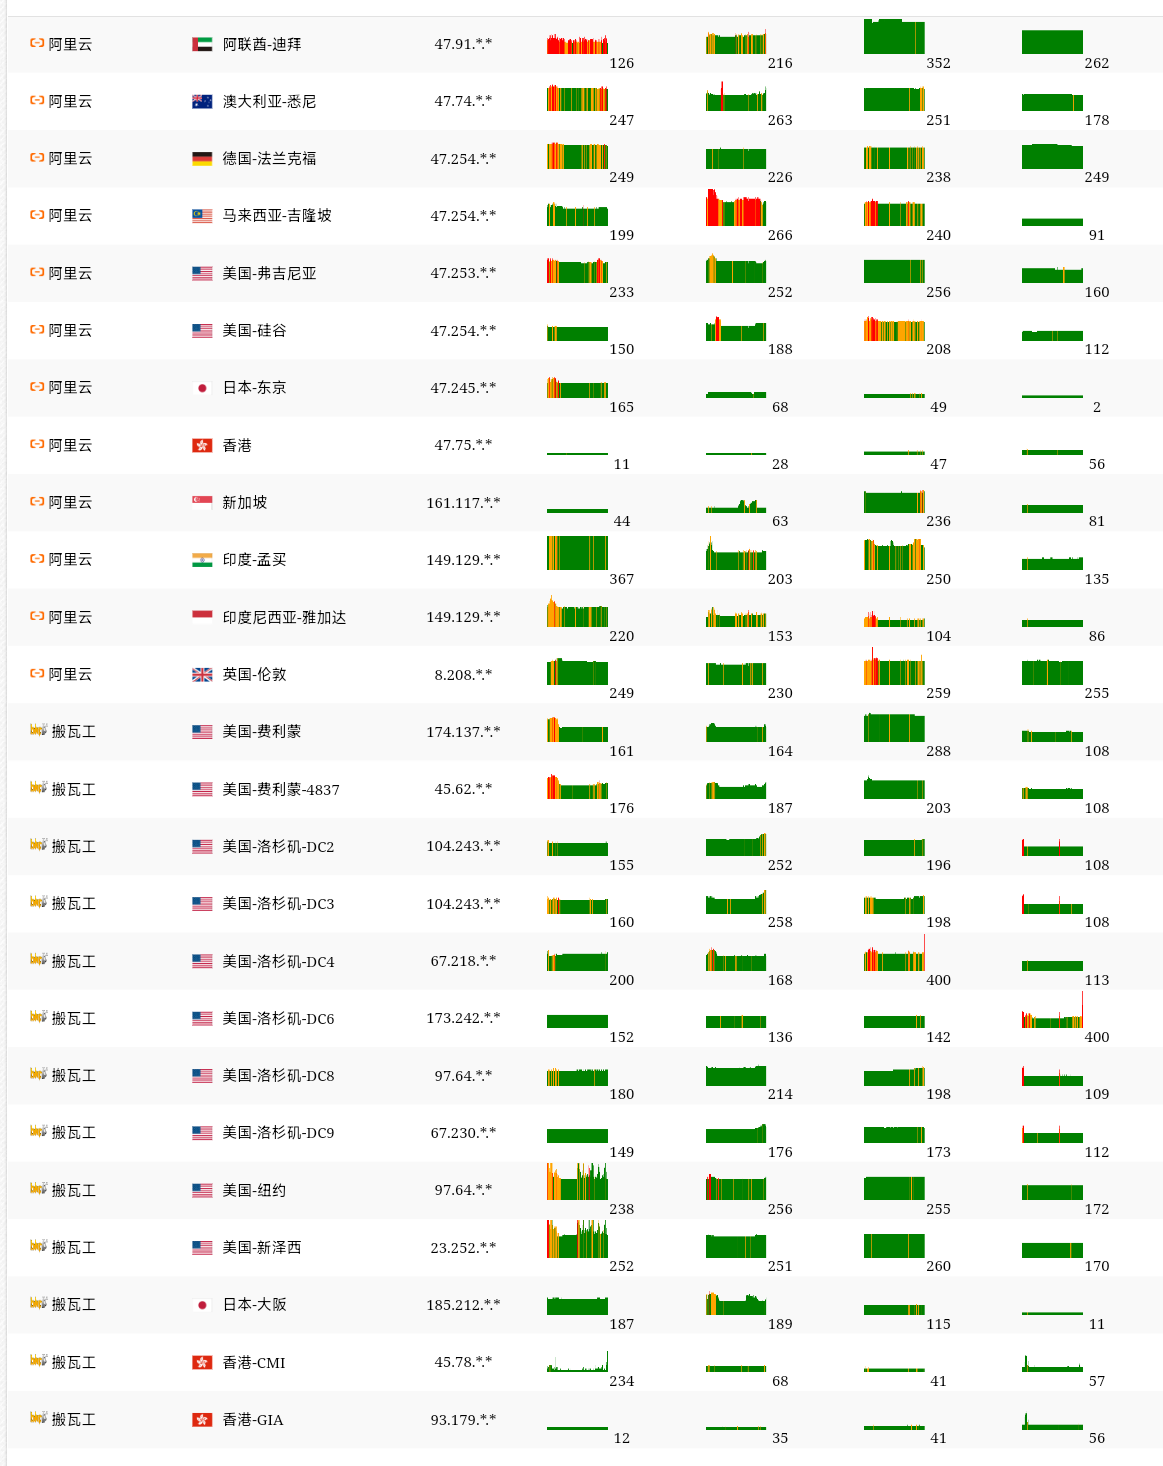 阿里云 阿联酋-迪拜 47.91.*.* 126 216 352 262
阿里云 澳大利亚-悉尼 47.74.*.* 247 263 251 178
阿里云 德国-法兰克福 47.254.*.* 249 226 238 249
阿里云 马来西亚-吉隆坡 47.254.*.* 199 266 240 91
阿里云 美国-弗吉尼亚 47.253.*.* 233 252 256 160
阿里云 美国-硅谷 47.254.*.* 150 188 208 112
阿里云 日本-东京 47.245.*.* 165 68 49 2
阿里云 香港 47.75.*.* 11 28 47 56
阿里云 新加坡 161.117.*.* 44 63 236 81
阿里云 印度-孟买 149.129.*.* 367 203 250 135
阿里云 印度尼西亚-雅加达 149.129.*.* 220 153 104 86
阿里云 英国-伦敦 8.208.*.* 249 230 259 255
搬瓦工 美国-费利蒙 174.137.*.* 161 164 288 108
搬瓦工 美国-费利蒙-4837 45.62.*.* 176 187 203 108
搬瓦工 美国-洛杉矶-DC2 104.243.*.* 155 252 196 108
搬瓦工 美国-洛杉矶-DC3 104.243.*.* 160 258 198 108
搬瓦工 美国-洛杉矶-DC4 67.218.*.* 200 168 400 113
搬瓦工 美国-洛杉矶-DC6 173.242.*.* 152 136 142 400
搬瓦工 美国-洛杉矶-DC8 97.64.*.* 180 214 198 109
搬瓦工 美国-洛杉矶-DC9 67.230.*.* 149 176 173 112
搬瓦工 美国-纽约 97.64.*.* 238 256 255 172
搬瓦工 美国-新泽西 23.252.*.* 252 251 260 170
搬瓦工 日本-大阪 185.212.*.* 187 189 115 11
搬瓦工 香港-CMI 45.78.*.* 234 68 41 57
搬瓦工 香港-GIA 93.179.*.* 12 35 41 56